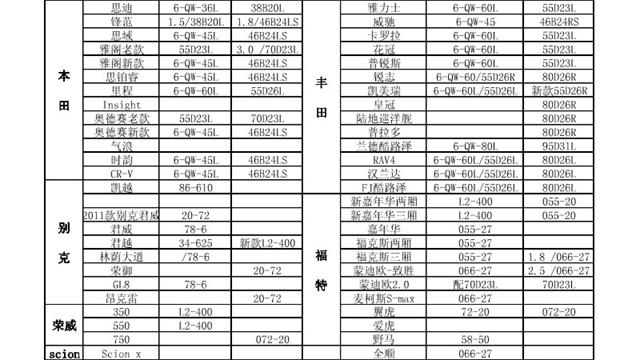 思迪 6-QW-36L 38B20L 雅力士 6-QW-60L 55D23L
锋范 1.5/38B20L 1.8/46B24LS 威驰 6-QW-45 46B24RS
思域 6-QW-45L 46B24LS 卡罗拉 6-QW-60L 55D23L
雅阁老款 55D23L 3.0 /70D23L 花冠 6-QW-60L 55D23L
雅阁新款 6-QW-45L 46B24LS 普锐斯 6-QW-60L 55D23L
本田 思铂睿 6-QW-45L 46B24LS 丰田 锐志 6-QW-60/55D26R 80D26R
里程 6-QW-60L 55D26L 凯美瑞 6-QW-60L/55D26L 新款55D26R
Insight 皇冠 80D26R
奥德赛老款 55D23L 70D23L 陆地巡洋舰 80D26R
奥德赛新款 6-QW-45L 46B24LS 普拉多 80D26R
气浪 兰德酷路泽 6-QW-80L 95D31L
时韵 6-QW-45L 46B24LS RAV4 6-QW-60L/55D26L 80D26R
CR-V 6-QW-45L 46B24LS 汉兰达 6-QW-60L/55D26L 80D26R
凯越 86-610 FJ酷路泽 6-QW-60L/55D26L 80D26R
新嘉年华两厢 L2-400 055-20
别克 2011款别克君威 20-72 福特 新嘉年华三厢 L2-400 055-20
君威 78-6 嘉年华 055-27
君越 34-625 新款L2-400 福克斯两厢 055-27
林荫大道 /78-6 福克斯三厢 055-27 1.8 /066-27
荣御 20-72 蒙迪欧-致胜 066-27 2.5 /066-27
GL8 78-6 蒙迪欧2.0 配70D23L 70D23L
昂克雷 20-72 麦柯斯S-max 066-27
荣威 350 L2-400 翼虎 72-20 072-20
550 L2-400 爱虎
750 072-20 野马 58-50
scion Scion x 全顺 066-27